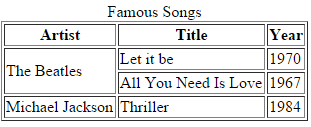 Famous Songs
Artist Title Year
The Beatles Let it be 1970
All You Need Is Love 1967
Michael Jackson Thriller 1984